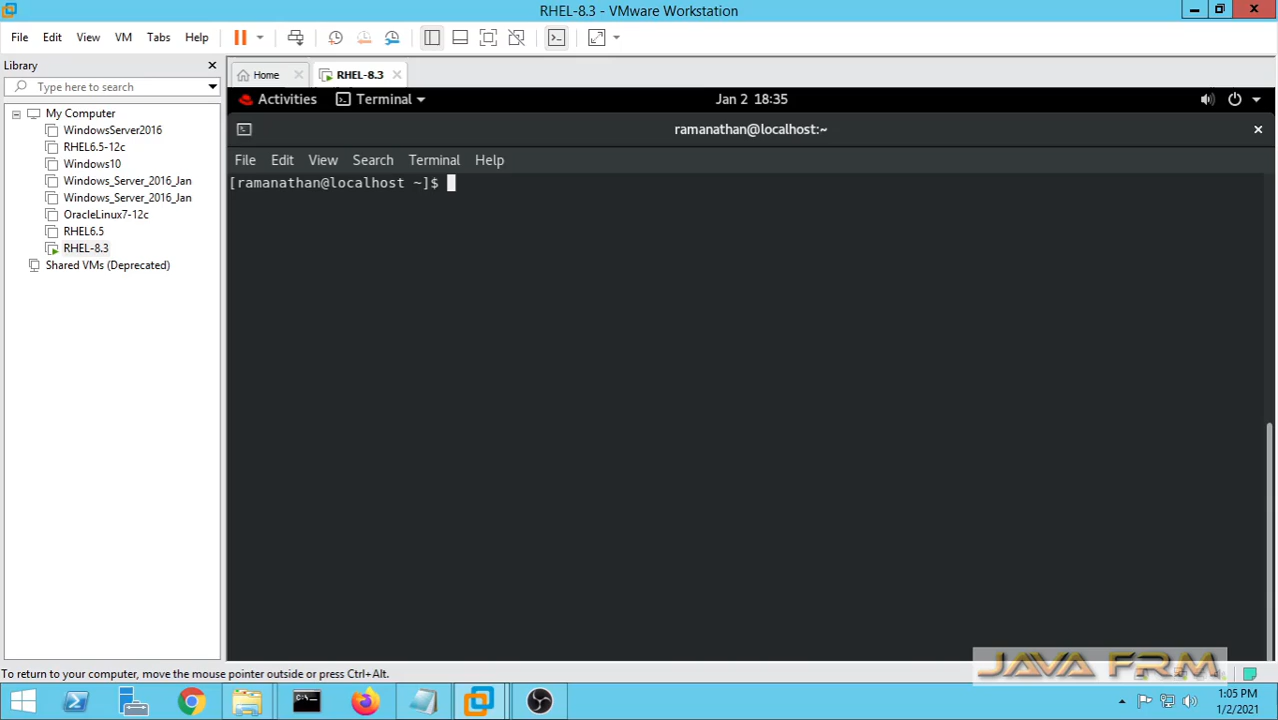 RHEL-8.3 - VMware Workstation
File Edit View VM Tabs Help
Library
Type here to search
My Computer
WindowsServer2016
RHEL6.5-12c
Windows10
Windows_Server_2016_Jan
Windows_Server_2016_Jan
OracleLinux7-12c
RHEL6.5
RHEL-8.3
Shared VMs (Deprecated)
Home RHEL-8.3
Activities Terminal Jan 2 18:35
ramanathan@localhost:~
File Edit View Search Terminal Help
[ramanathan@localhost ~]$
JAVA FRM
To return to your computer, move the mouse pointer outside or press Ctrl+Alt.
1:05 PM
1/2/2021